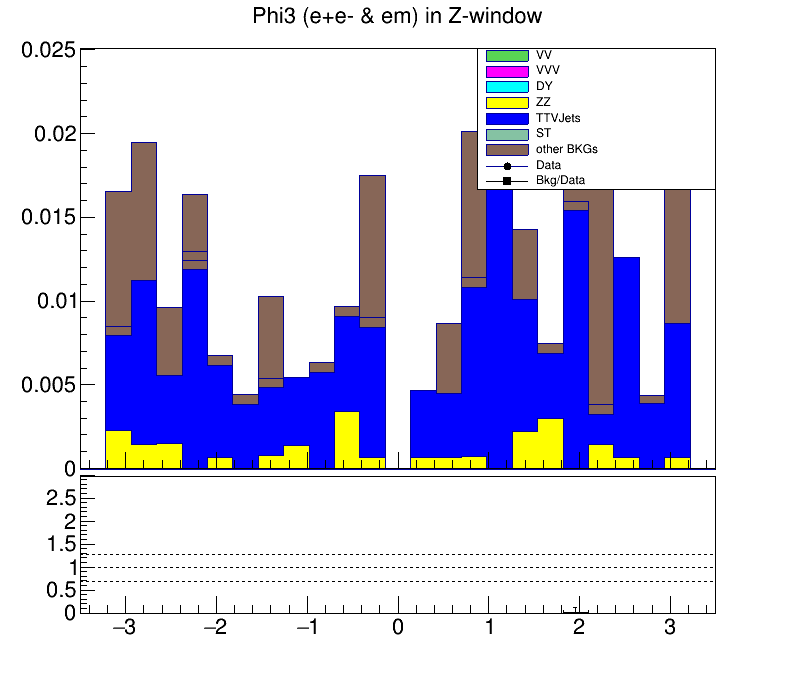 Phi3 (e+e- & em) in Z-window
0.025
0.02
0.015
0.01
0.005
0
VV
VVV
DY
ZZ
TTVJets
ST
other BKGs
Data
Bkg/Data
2.5
2
1.5
1
0.5
0
−3 −2 −1 0 1 2 3